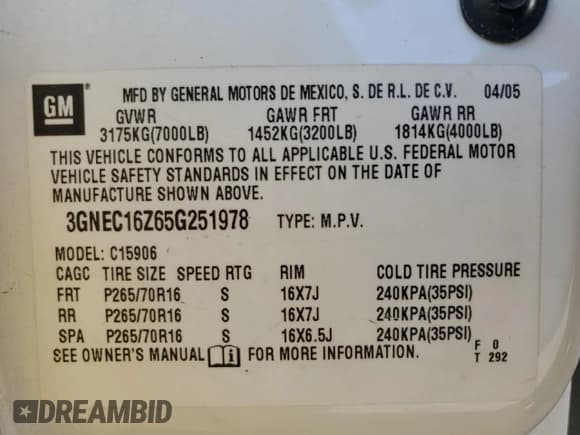 GM
MFD BY GENERAL MOTORS DE MEXICO, S. DE R.L. DE C.V. 04/05
GVWR GAWR FRT GAWR RR
3175KG(7000LB) 1452KG(3200LB) 1814KG(4000LB)
THIS VEHICLE CONFORMS TO ALL APPLICABLE U.S. FEDERAL MOTOR
VEHICLE SAFETY STANDARDS IN EFFECT ON THE DATE OF
MANUFACTURE SHOWN ABOVE.
3GNEC16Z65G251978 TYPE: M.P.V.
MODEL: C15906
CAGC TIRE SIZE SPEED RTG RIM COLD TIRE PRESSURE
FRT P265/70R16 S 16X7J 240KPA(35PSI)
RR P265/70R16 S 16X7J 240KPA(35PSI)
SPA P265/70R16 S 16X6.5J 240KPA(35PSI)
SEE OWNER'S MANUAL FOR MORE INFORMATION.
F 0
T 292
DREAMBID